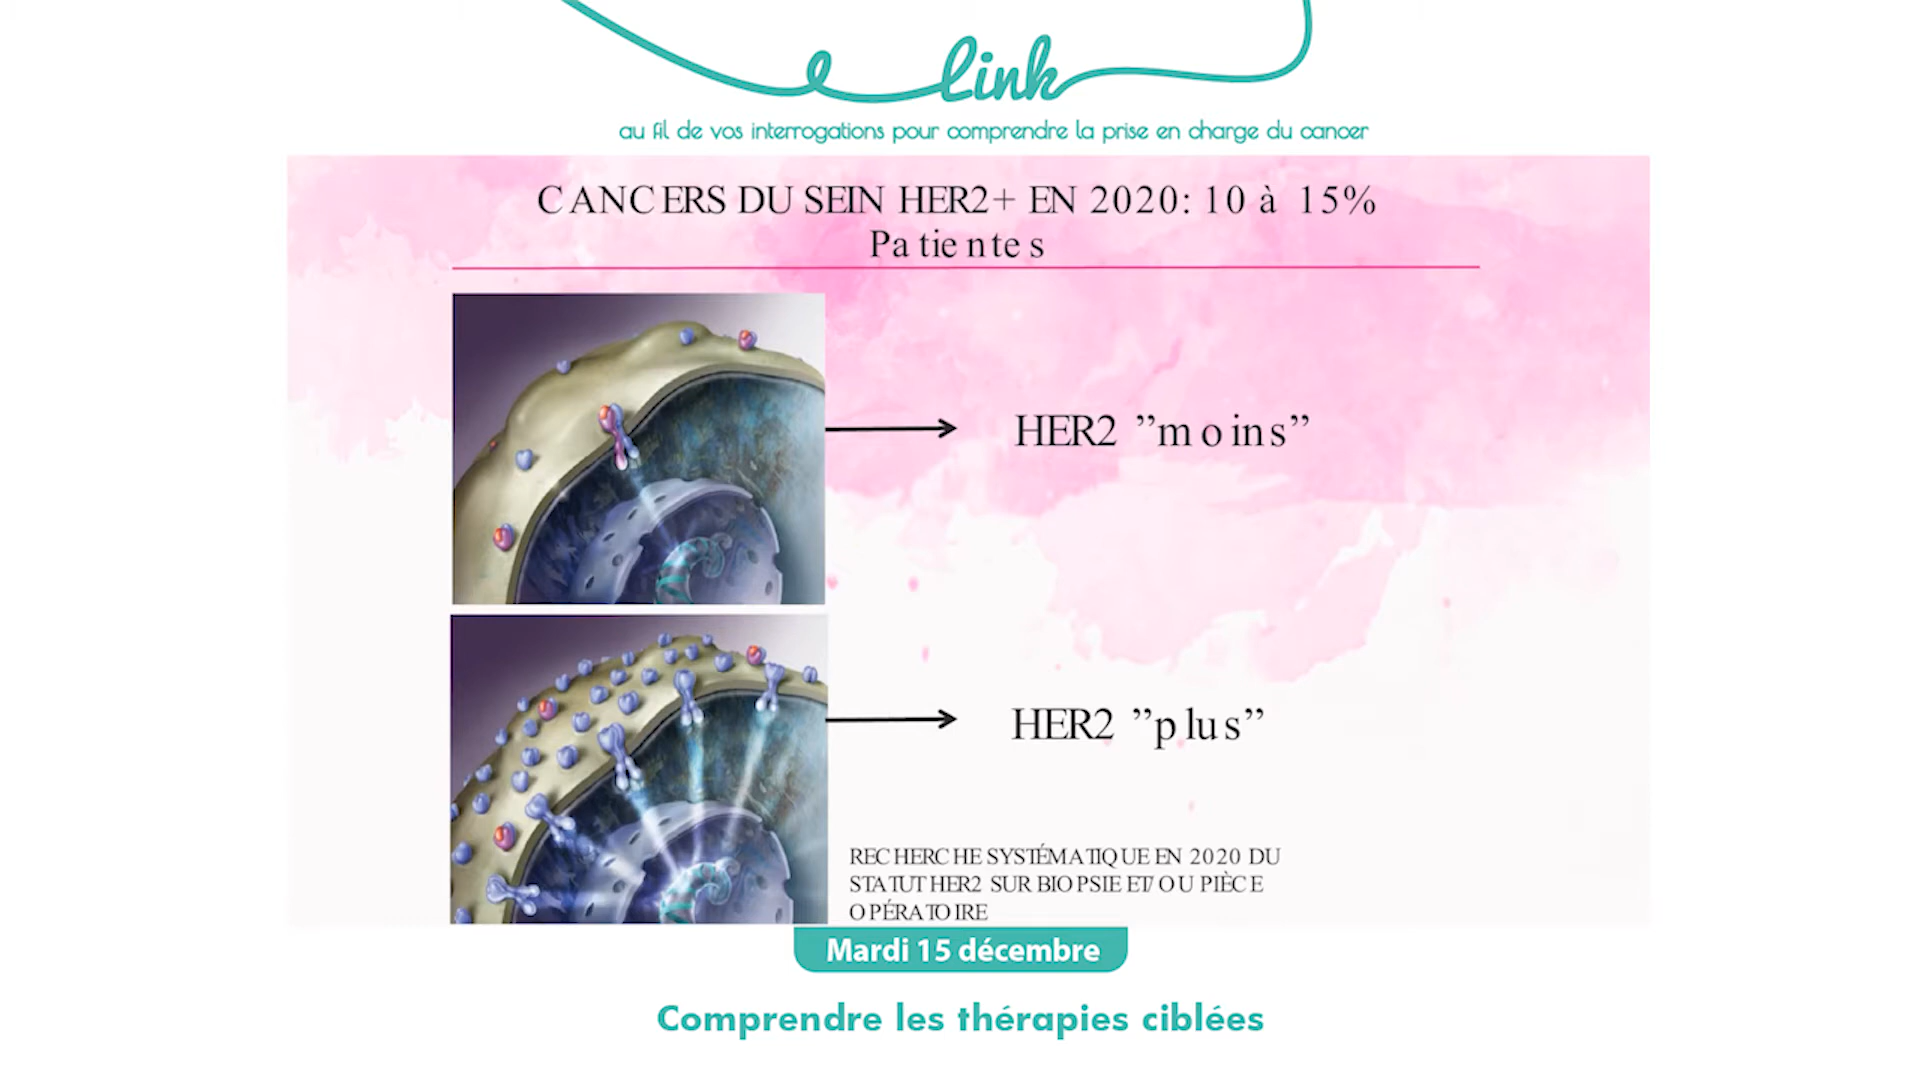 e link
au fil de vos interrogations pour comprendre la prise en charge du cancer
CANCERS DU SEIN HER2+ EN 2020: 10 à 15%
Patientes
HER2 ”moins”
HER2 ”plus”
RECHERCHE SYSTÉMATIQUE EN 2020 DU
STATUT HER2 SUR BIOPSIE ET/OU PIÈCE
OPÉRATOIRE
Mardi 15 décembre
Comprendre les thérapies ciblées